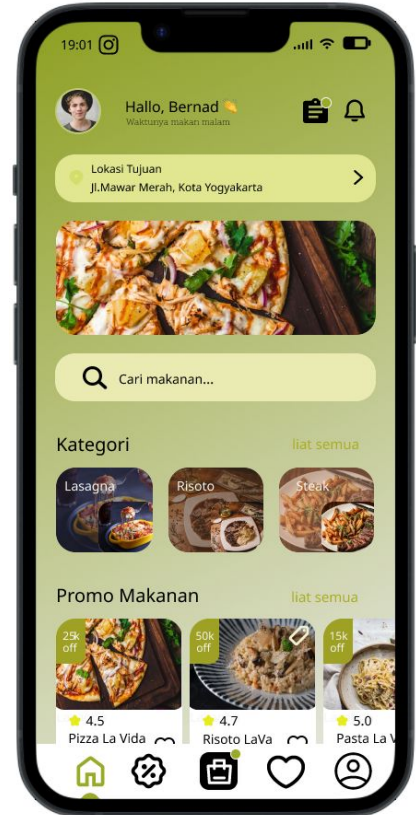 19:01
Hallo, Bernad
Waktunya makan malam
Lokasi Tujuan
Jl.Mawar Merah, Kota Yogyakarta
Cari makanan...
Kategori
liat semua
Lasagna
Risoto
Steak
Promo Makanan
liat semua
25k
off
50k
off
15k
off
4.5
4.7
5.0
Pizza La Vida
Risoto LaVa
Pasta La V